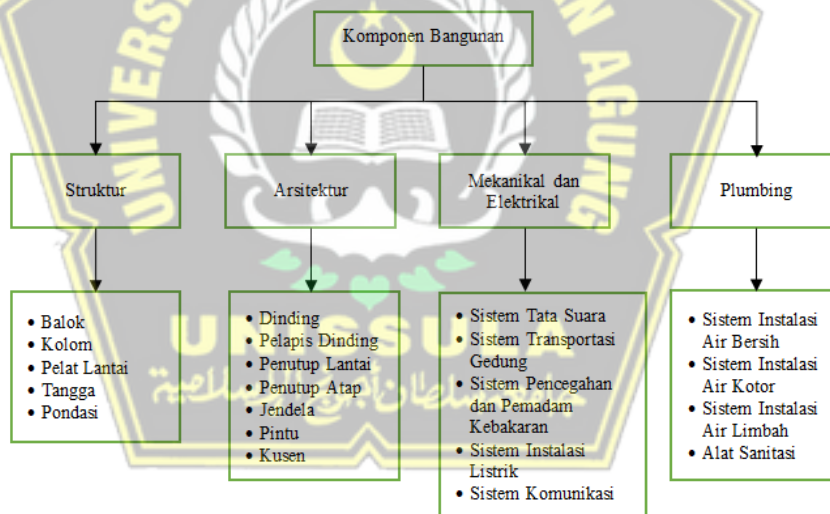 Komponen Bangunan
Struktur
Arsitektur
Mekanikal dan
Elektrikal
Plumbing
• Balok
• Kolom
• Pelat Lantai
• Tangga
• Pondasi
• Dinding
• Pelapis Dinding
• Penutup Lantai
• Penutup Atap
• Jendela
• Pintu
• Kusen
• Sistem Tata Suara
• Sistem Transportasi
Gedung
• Sistem Pencegahan
dan Pemadam
Kebakaran
• Sistem Instalasi
Listrik
• Sistem Komunikasi
• Sistem Instalasi
Air Bersih
• Sistem Instalasi
Air Kotor
• Sistem Instalasi
Air Limbah
• Alat Sanitasi
AGUNG
UNISSULA